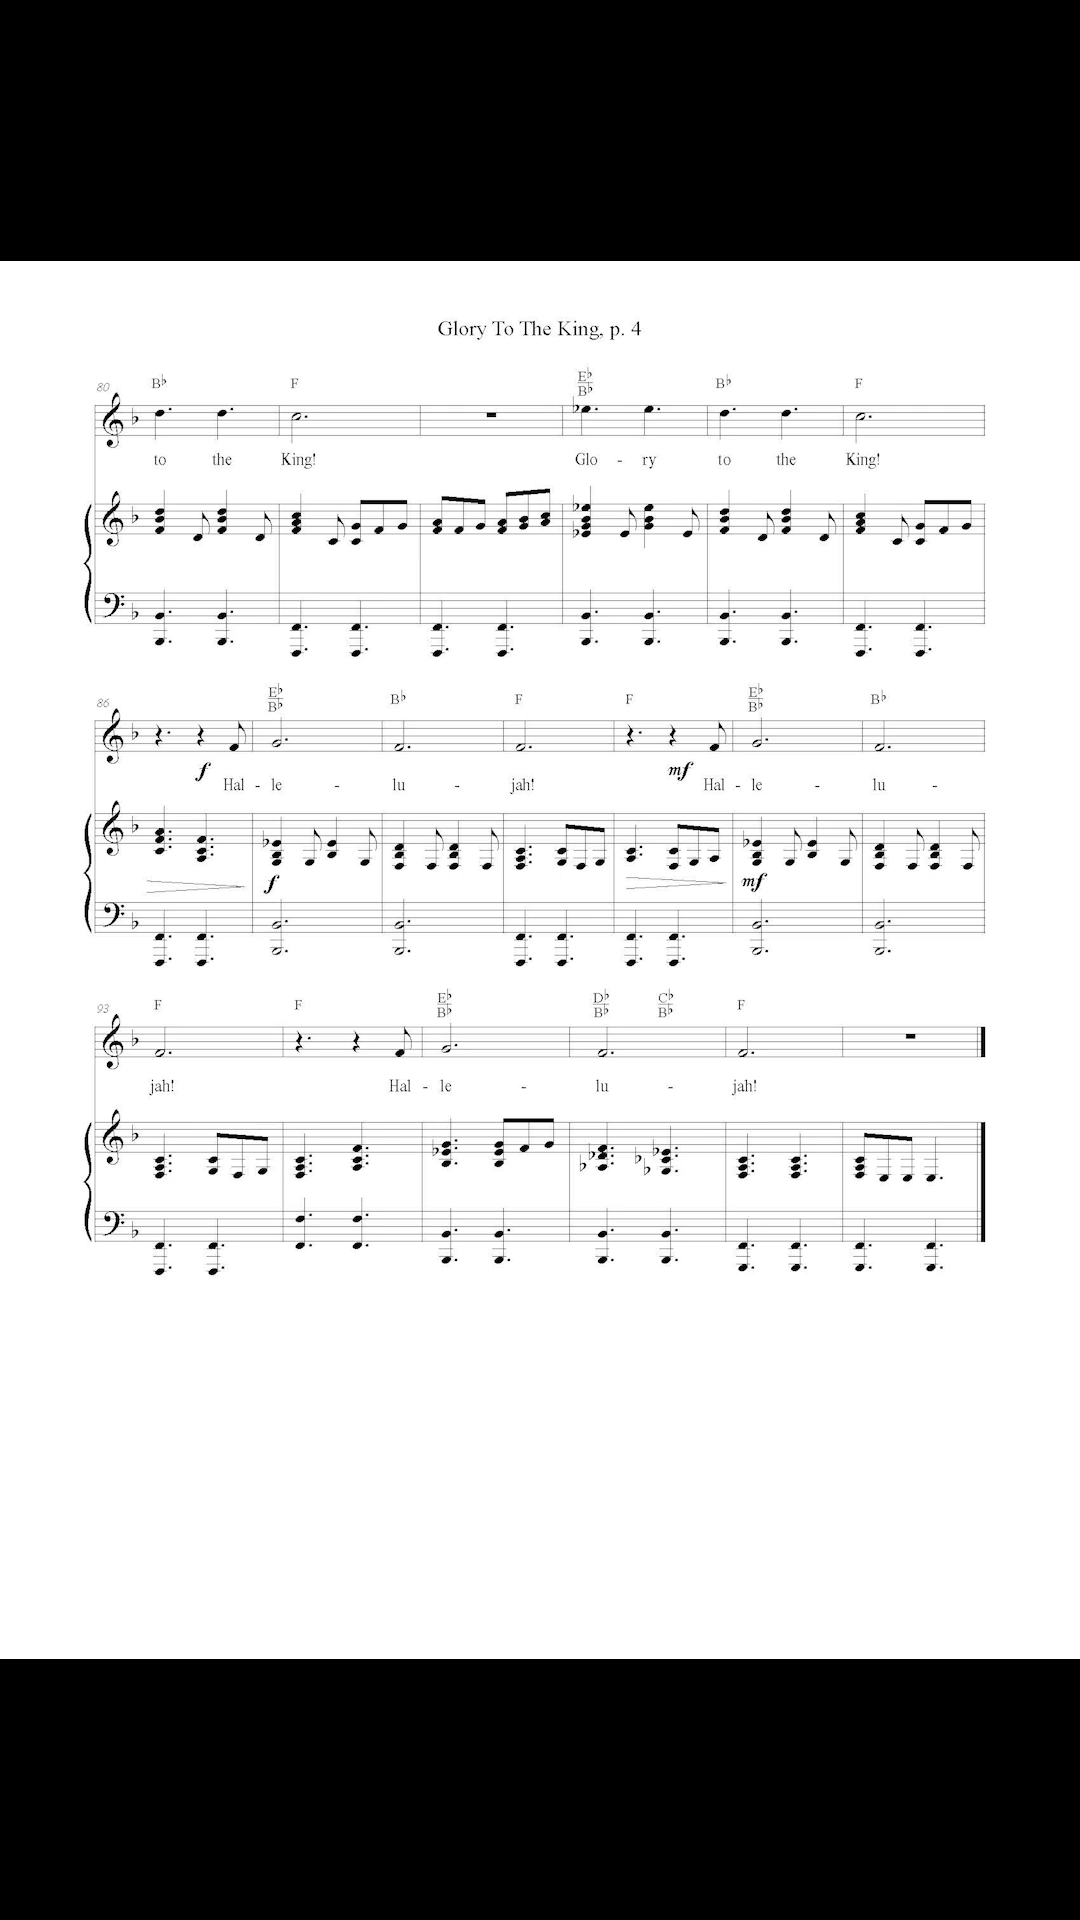 Glory To The King, p. 4
80
B♭ F E♭ B♭ F
B♭
to the King! Glo - ry to the King!
86
E♭ B♭ F F E♭ B♭
B♭ B♭
f mf
Hal - le - lu - jah! Hal - le - lu -
f mf
93
F F E♭ D♭ C♭ F
B♭ B♭ B♭
jah! Hal - le - lu - jah!